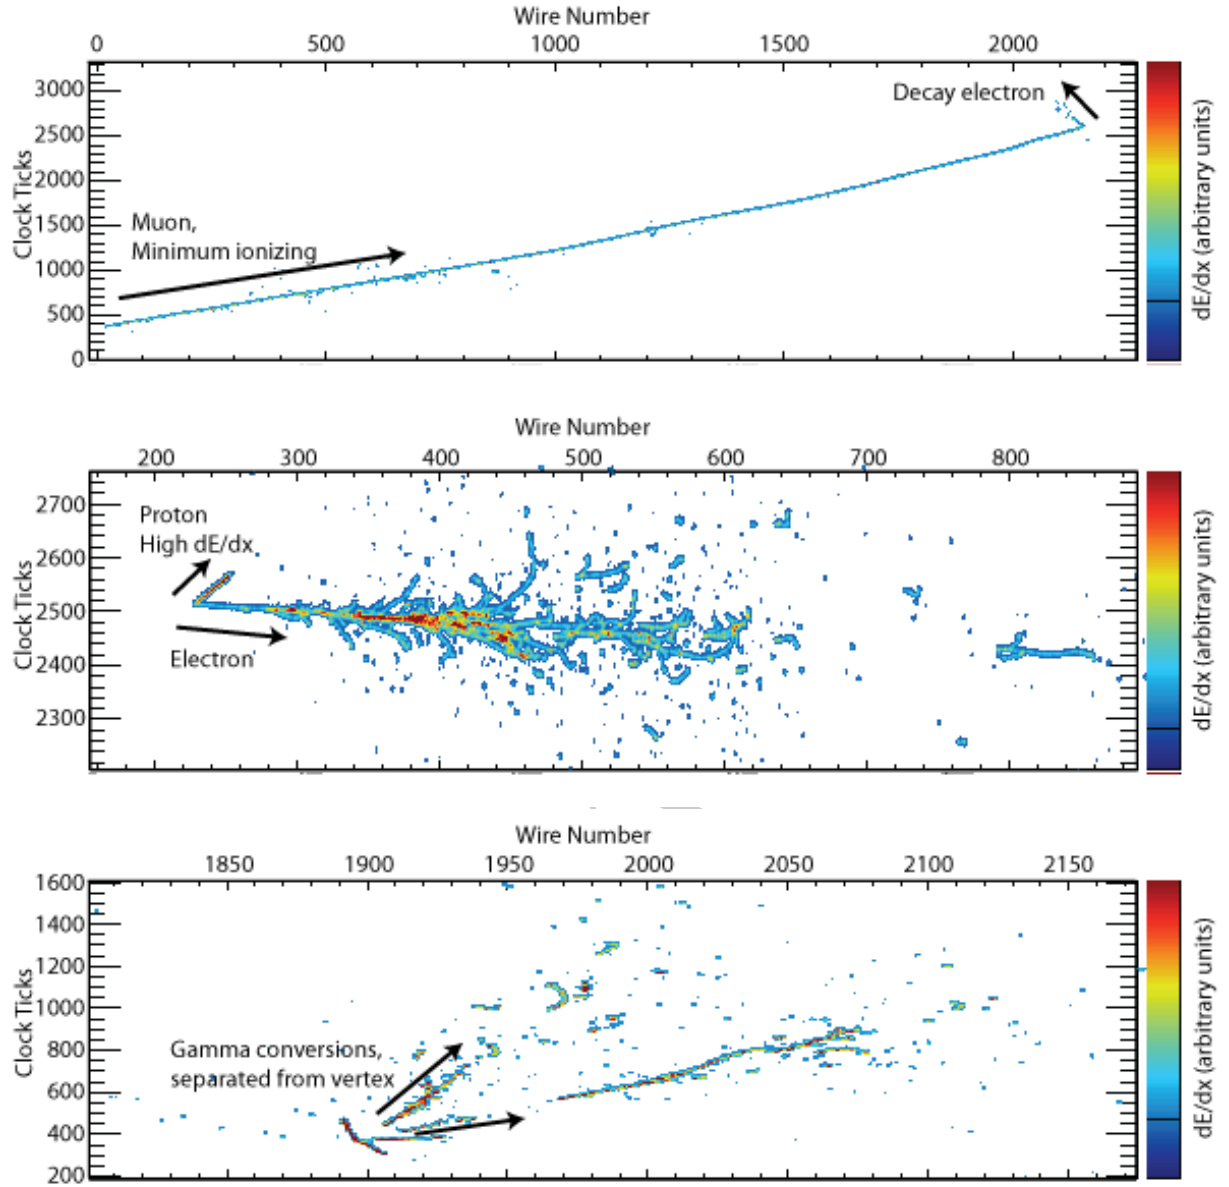 Wire Number
0 500 1000 1500 2000
3000
2500
2000
1500
1000
500
0
Clock Ticks
Decay electron
Muon,
Minimum ionizing
dE/dx (arbitrary units)
Wire Number
200 300 400 500 600 700 800
2700
2600
2500
2400
2300
Clock Ticks
Proton
High dE/dx
Electron
dE/dx (arbitrary units)
Wire Number
1850 1900 1950 2000 2050 2100 2150
1600
1400
1200
1000
800
600
400
200
Clock Ticks
Gamma conversions,
separated from vertex
dE/dx (arbitrary units)